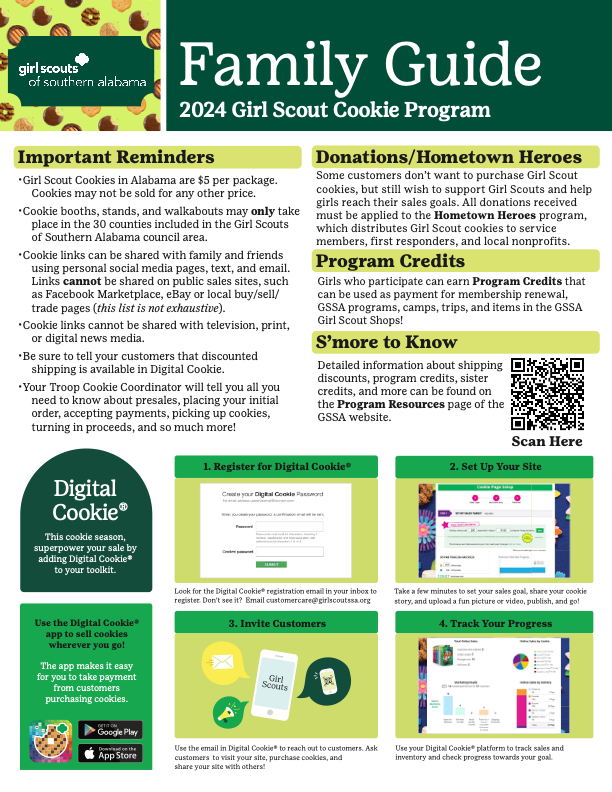 girl scouts
of southern alabama
Family Guide
2024 Girl Scout Cookie Program
Important Reminders
•Girl Scout Cookies in Alabama are $5 per package.
Cookies may not be sold for any other price.
•Cookie booths, stands, and walkabouts may only take
place in the 30 counties included in the Girl Scouts
of Southern Alabama council area.
•Cookie links can be shared with family and friends
using personal social media pages, text, and email.
Links cannot be shared on public sales sites, such
as Facebook Marketplace, eBay or local buy/sell/
trade pages (this list is not exhaustive).
•Cookie links cannot be shared with television, print,
or digital news media.
•Be sure to tell your customers that discounted
shipping is available in Digital Cookie.
•Your Troop Cookie Coordinator will tell you all you
need to know about presales, placing your initial
order, accepting payments, picking up cookies,
turning in proceeds, and so much more!
Donations/Hometown Heroes
Some customers don't want to purchase Girl Scout
cookies, but still wish to support Girl Scouts and help
girls reach their sales goals. All donations received
must be applied to the Hometown Heroes program,
which distributes Girl Scout cookies to service
members, first responders, and local nonprofits.
Program Credits
Girls who participate can earn Program Credits that
can be used as payment for membership renewal,
GSSA programs, camps, trips, and items in the GSSA
Girl Scout Shops!
S'more to Know
Detailed information about shipping
discounts, program credits, sister
credits, and more can be found on
the Program Resources page of the
GSSA website.
Scan Here
Digital
Cookie®
This cookie season,
superpower your sale by
adding Digital Cookie®
to your toolkit.
Use the Digital Cookie®
app to sell cookies
wherever you go!
The app makes it easy
for you to take payment
from customers
purchasing cookies.
GET IT ON
Google Play
Download on the
App Store
1. Register for Digital Cookie®
Create your Digital Cookie Password
Password
Confirm password
SUBMIT
Look for the Digital Cookie® registration email in your inbox to
register. Don't see it? Email customercare@girlscoutssa.org
2. Set Up Your Site
Cookie Page Setup
Take a few minutes to set your sales goal, share your cookie
story, and upload a fun picture or video, publish, and go!
3. Invite Customers
Girl
Scouts
Use the email in Digital Cookie® to reach out to customers. Ask
customers to visit your site, purchase cookies, and
share your site with others!
4. Track Your Progress
Use your Digital Cookie® platform to track sales and
inventory and check progress towards your goal.